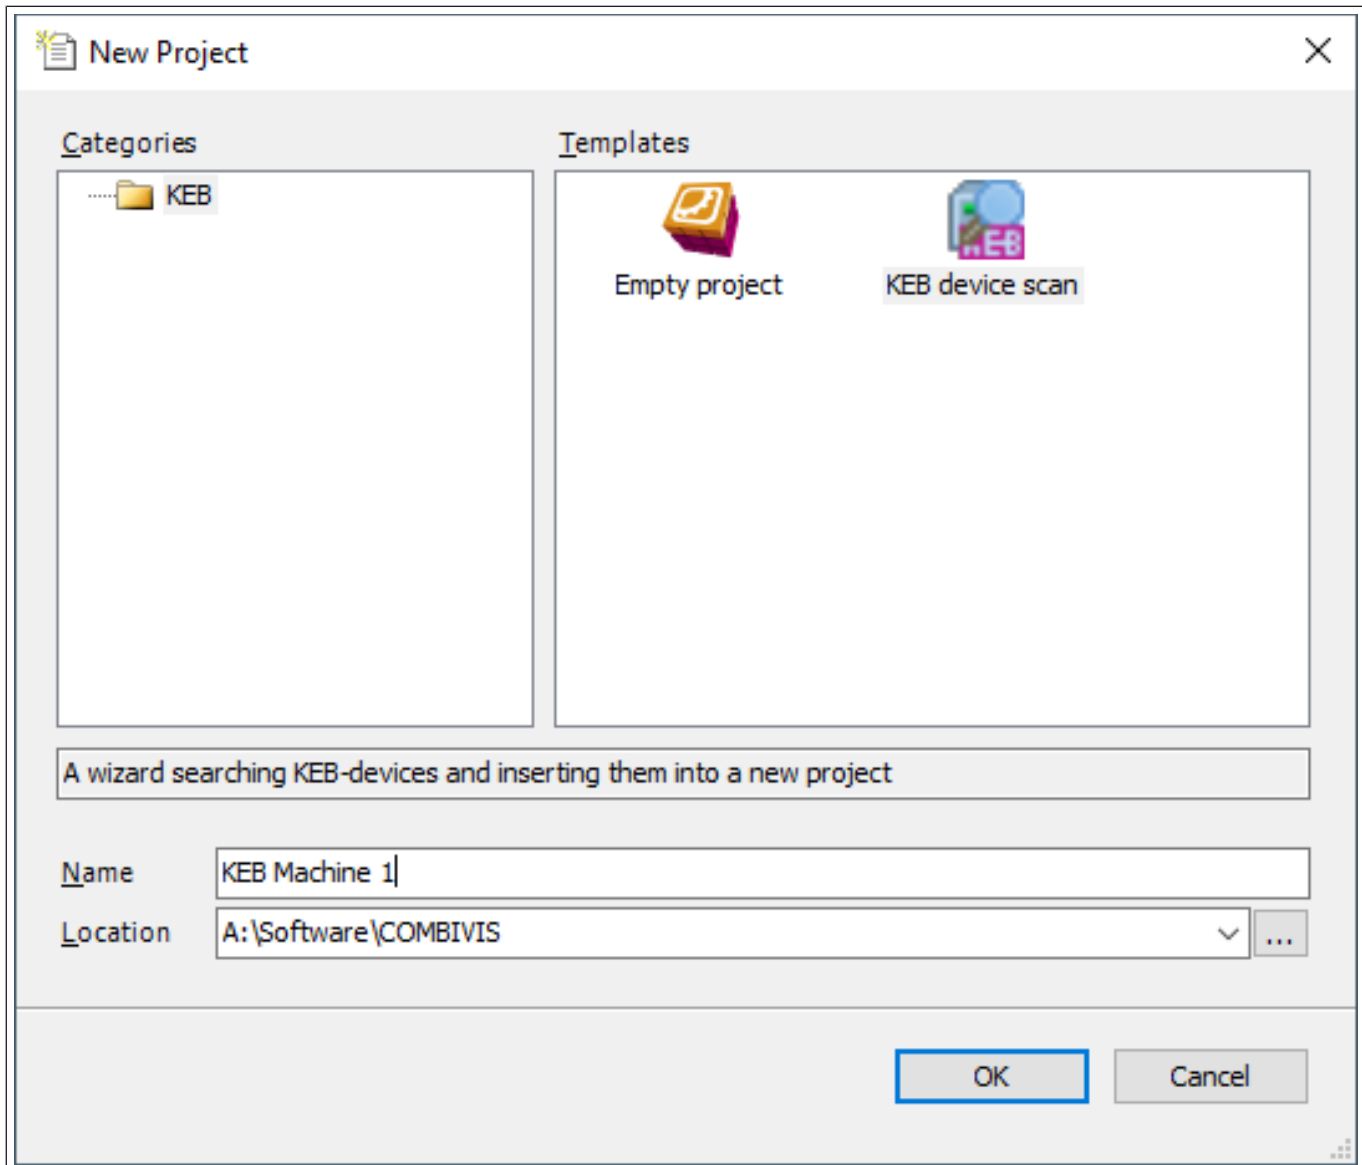 New Project
Categories
Templates
KEB
KEB
Empty project
KEB device scan
A wizard searching KEB-devices and inserting them into a new project
Name
KEB Machine 1
Location
A:\Software\COMBIVIS
...
OK
Cancel